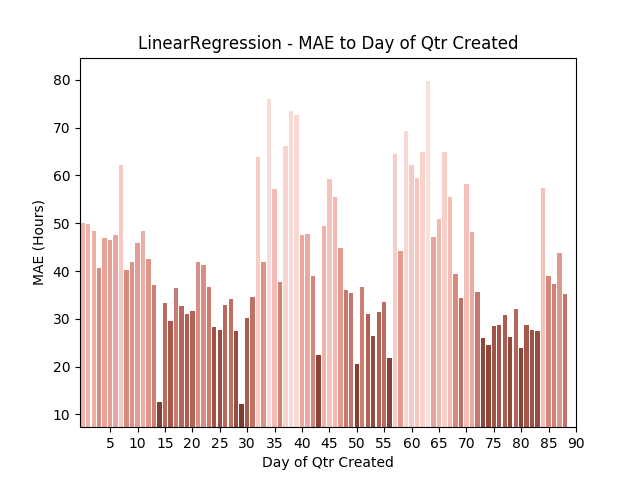 LinearRegression - MAE to Day of Qtr Created
80
70
60
50
40
30
20
10
MAE (Hours)
5 10 15 20 25 30 35 40 45 50 55 60 65 70 75 80 85 90
Day of Qtr Created